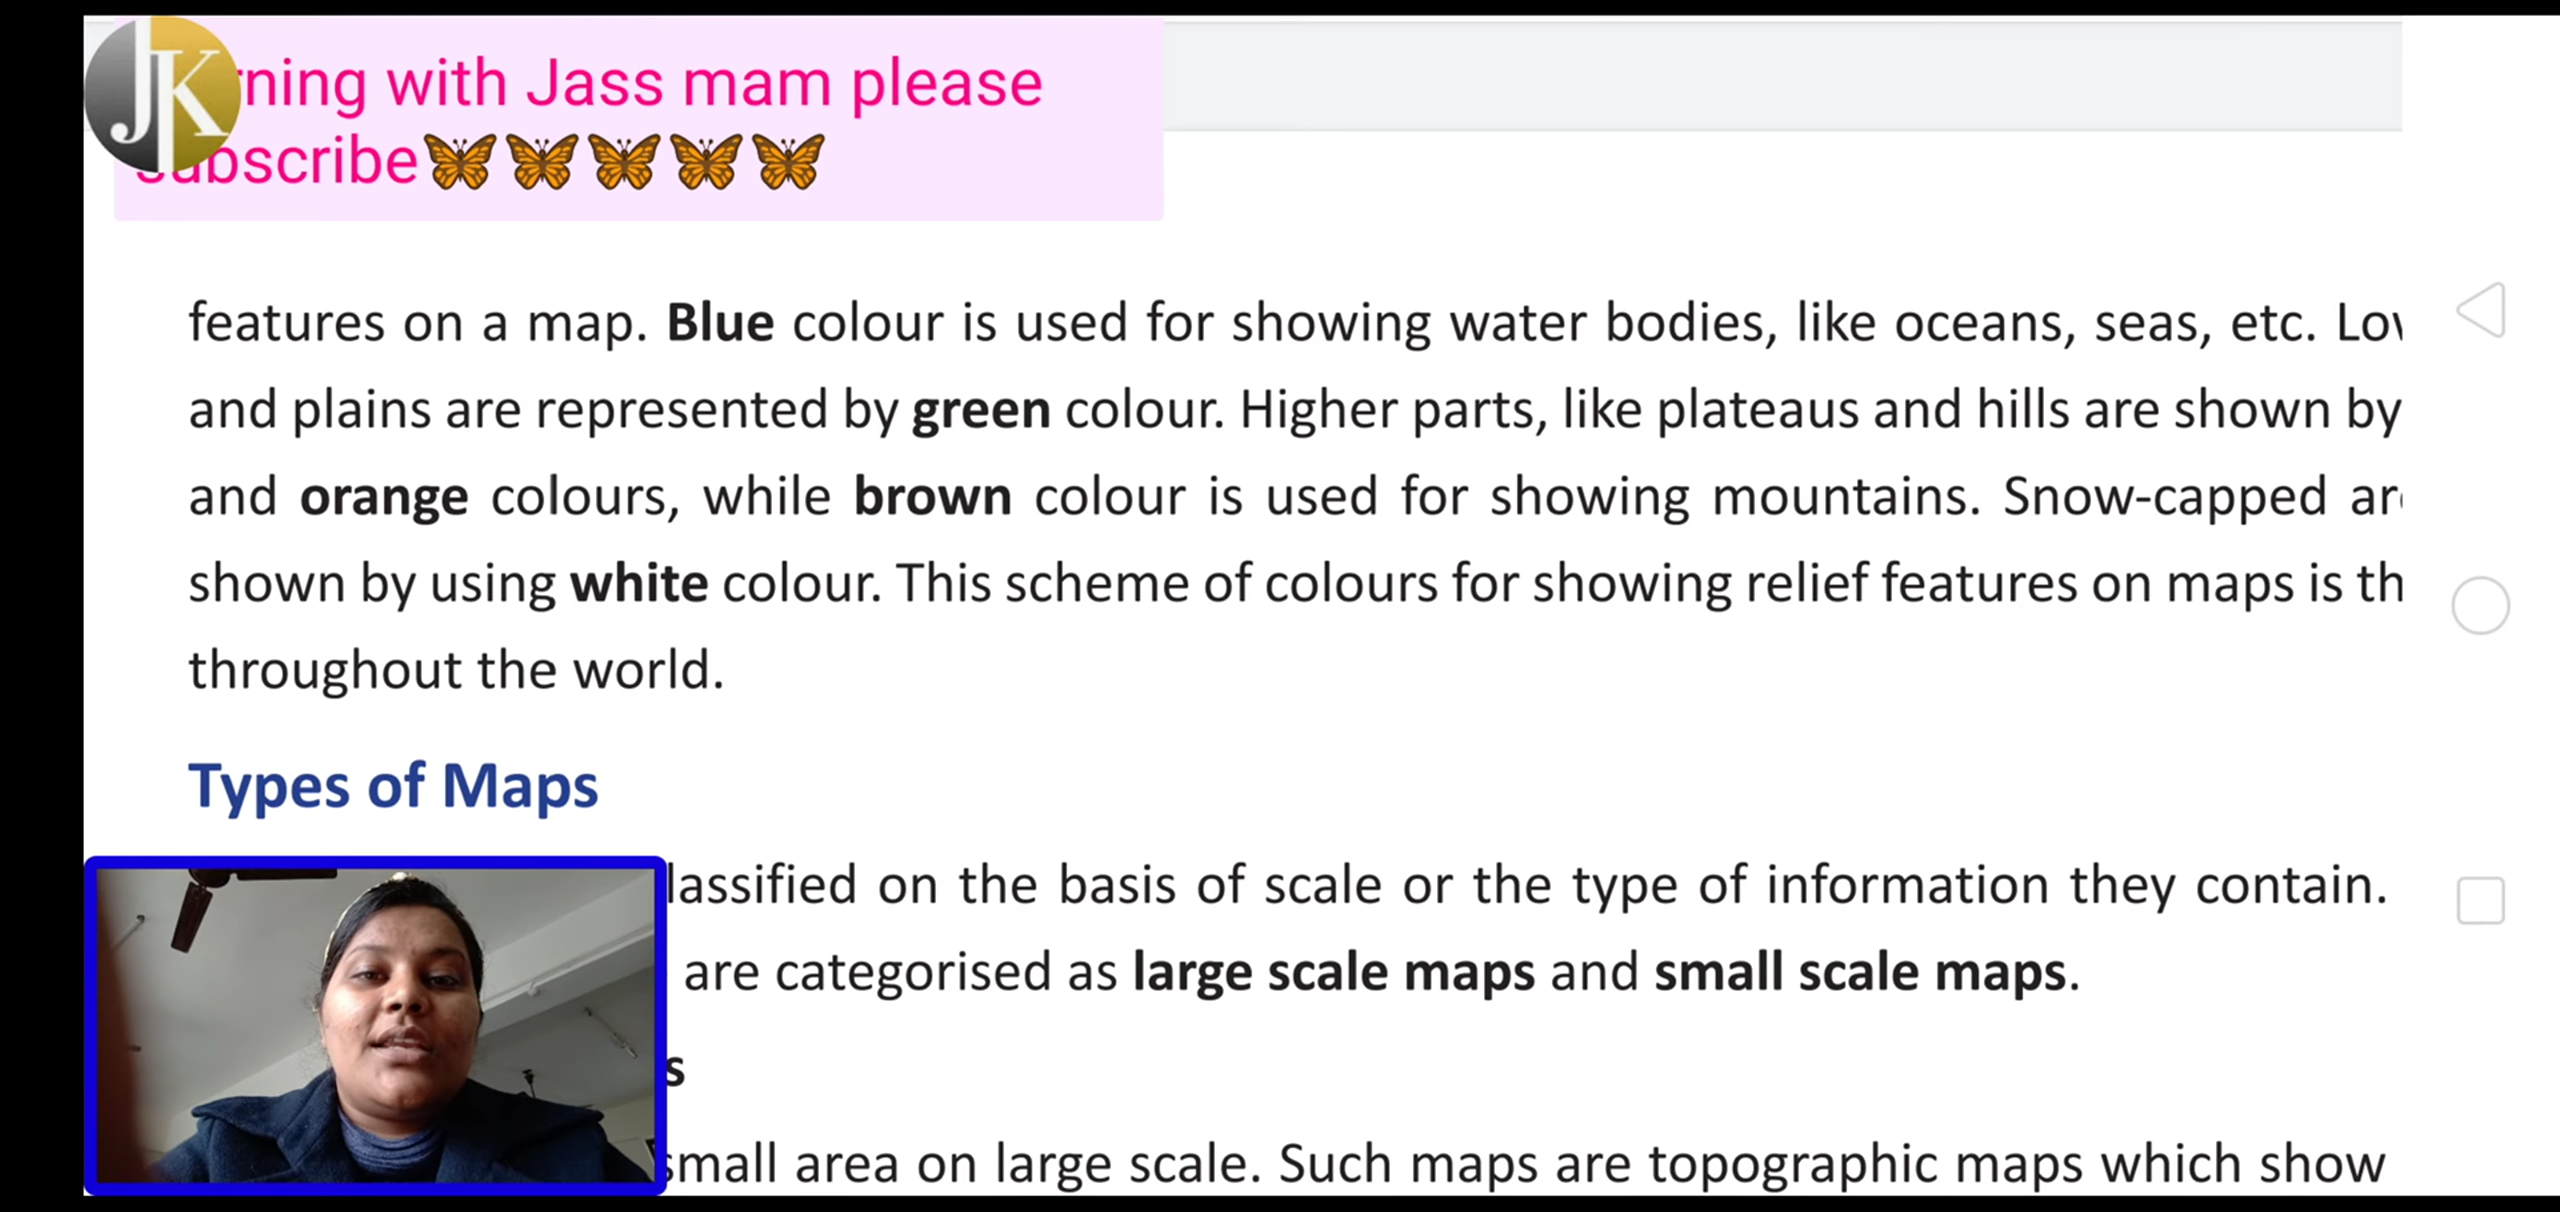 JK
with Jass mam please
🦋🦋🦋🦋🦋
features on a map. Blue colour is used for showing water bodies, like oceans, seas, etc.
and plains are represented by green colour. Higher parts, like plateaus and hills are shown by
and orange colours, while brown colour is used for showing mountains. Snow-capped
shown by using white colour. This scheme of colours for showing relief features on maps is
throughout the world.
Types of Maps
on the basis of scale or the type of information they contain.
are categorised as large scale maps and small scale maps.
small area on large scale. Such maps are topographic maps which show